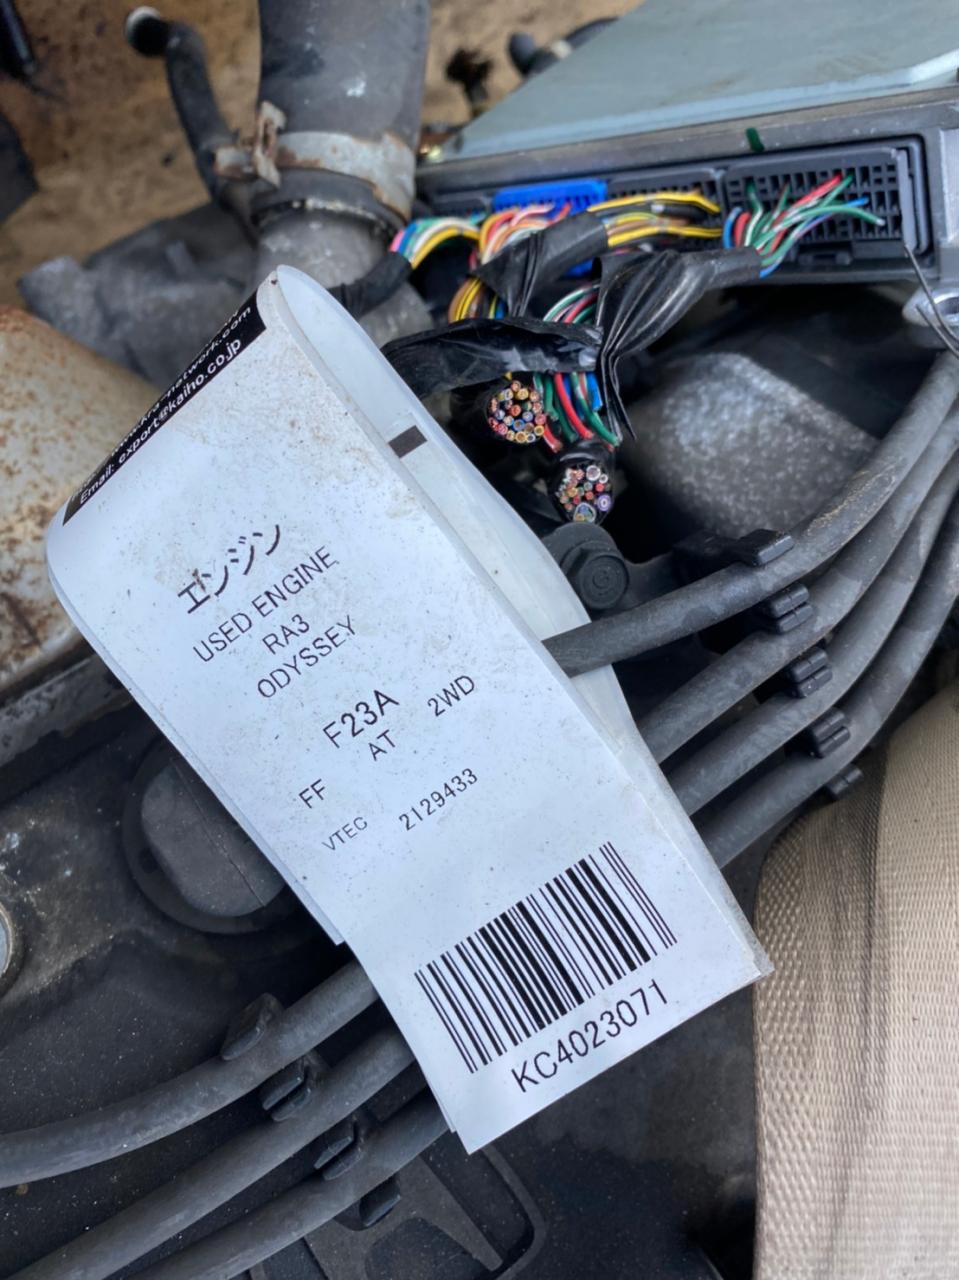 Email: export@kaiho.co.jp
エンジン
USED ENGINE
RA3
ODYSSEY
F23A 2WD
FF AT
VTEC 2129433
KC4023071